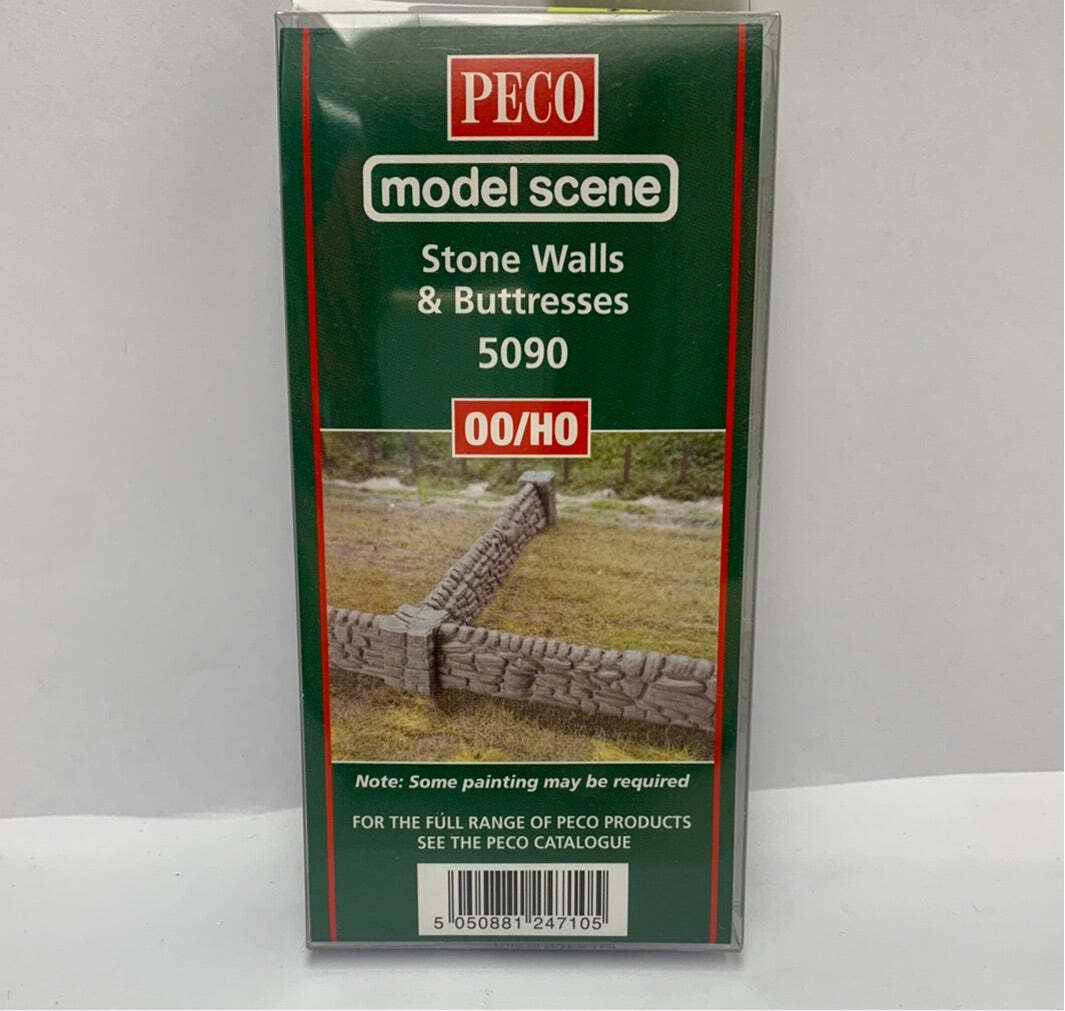 PECO
model scene
Stone Walls
& Buttresses
5090
OO/HO
Note: Some painting may be required
FOR THE FULL RANGE OF PECO PRODUCTS
SEE THE PECO CATALOGUE
5 050881 247105